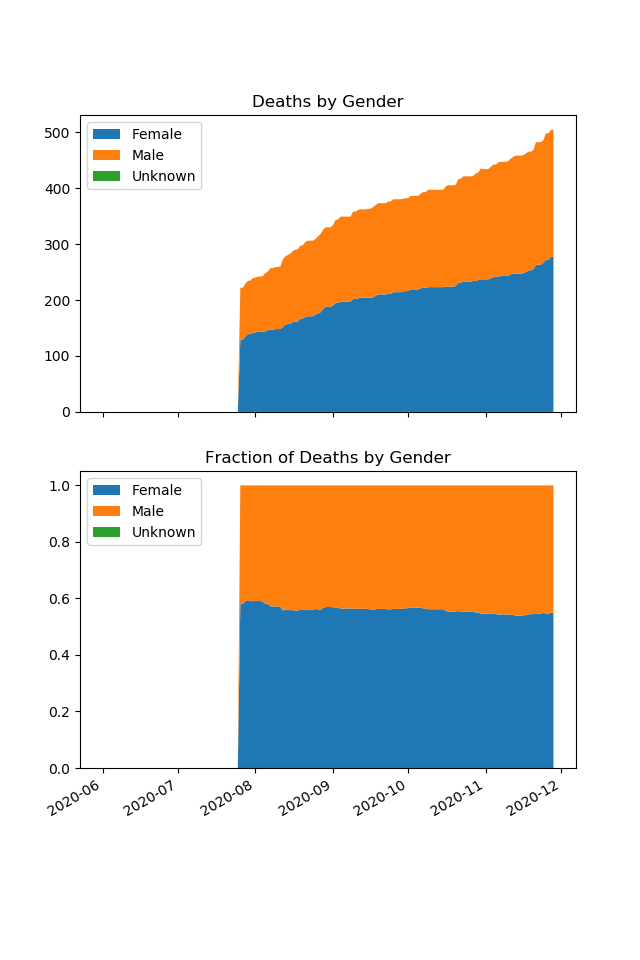 Deaths by Gender
500
400
300
200
100
0
Female
Male
Unknown
Fraction of Deaths by Gender
1.0
0.8
0.6
0.4
0.2
0.0
Female
Male
Unknown
2020-06
2020-07
2020-08
2020-09
2020-10
2020-11
2020-12